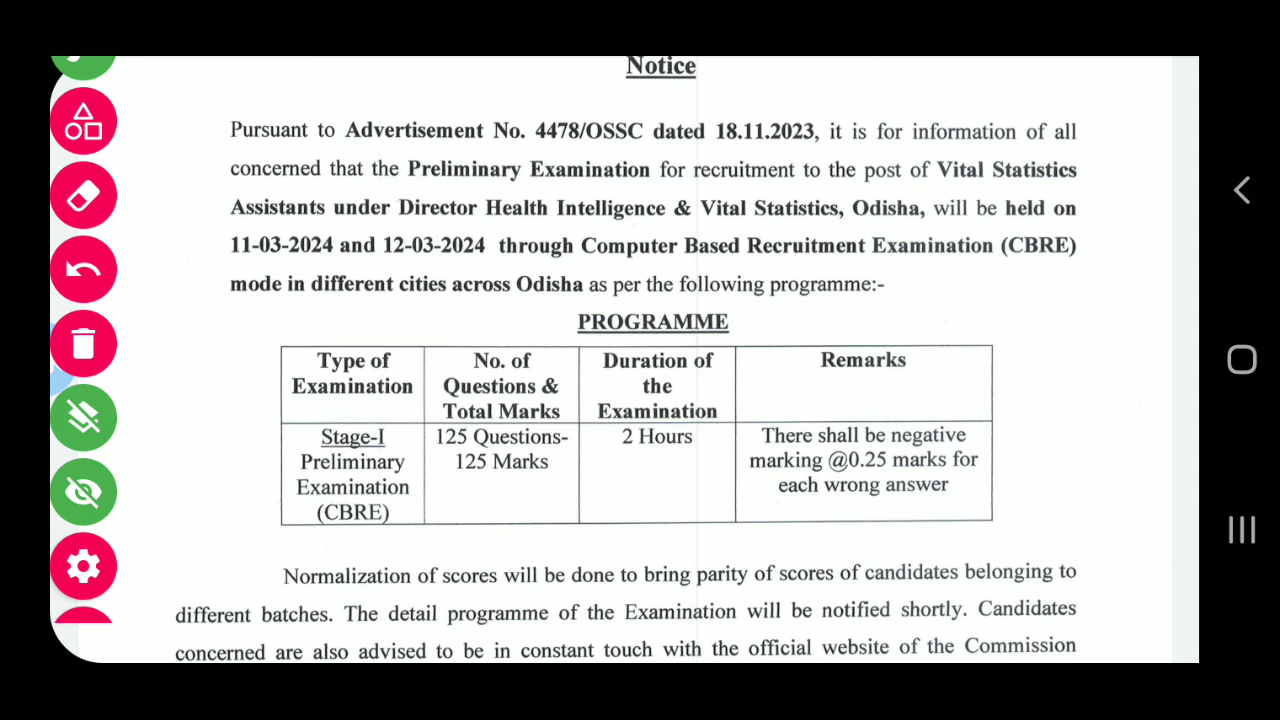 Notice
Pursuant to Advertisement No. 4478/OSSC dated 18.11.2023, it is for information of all
concerned that the Preliminary Examination for recruitment to the post of Vital Statistics
Assistants under Director Health Intelligence & Vital Statistics, Odisha, will be held on
11-03-2024 and 12-03-2024 through Computer Based Recruitment Examination (CBRE)
mode in different cities across Odisha as per the following programme:-
PROGRAMME
Type of Examination
No. of Questions & Total Marks
Duration of the Examination
Remarks
Stage-I Preliminary Examination (CBRE)
125 Questions- 125 Marks
2 Hours
There shall be negative marking @0.25 marks for each wrong answer
Normalization of scores will be done to bring parity of scores of candidates belonging to
different batches. The detail programme of the Examination will be notified shortly. Candidates
concerned are also advised to be in constant touch with the official website of the Commission